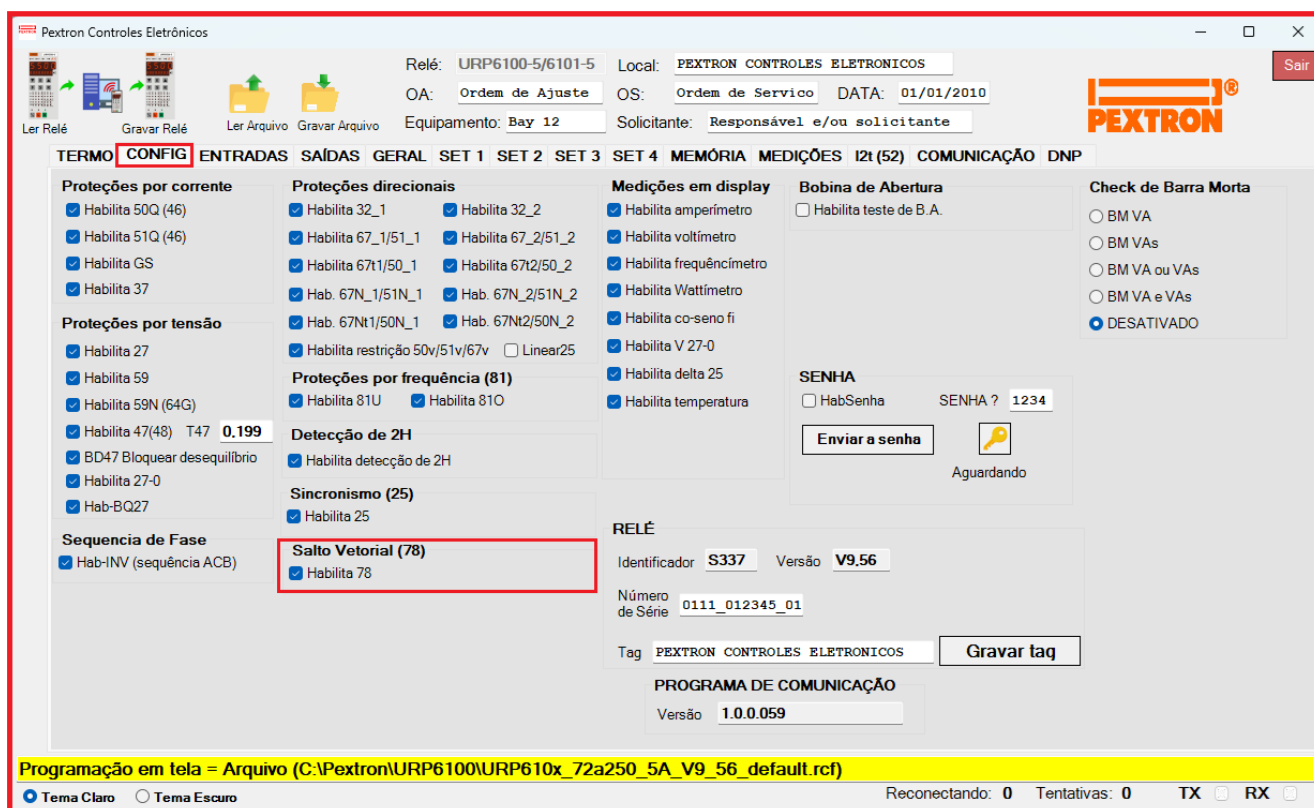 Pextron Controles Eletrônicos
Relé: URP6100-5/6101-5 Local: PEXTRON CONTROLES ELETRONICOS Sair
OA: Ordem de Ajuste OS: Ordem de Servico DATA: 01/01/2010
Equipamento: Bay 12 Solicitante: Responsável e/ou solicitante
Ler Relé Gravar Relé Ler Arquivo Gravar Arquivo
PEXTRON®
TERMO CONFIG ENTRADAS SAÍDAS GERAL SET 1 SET 2 SET 3 SET 4 MEMÓRIA MEDIÇÕES I2t (52) COMUNICAÇÃO DNP
Proteções por corrente
Habilita 50Q (46)
Habilita 51Q (46)
Habilita GS
Habilita 37
Proteções por tensão
Habilita 27
Habilita 59
Habilita 59N (64G)
Habilita 47(48) T47 0,199
BD47 Bloquear desequilíbrio
Habilita 27-0
Hab-BQ27
Sequencia de Fase
Hab-INV (sequência ACB)
Proteções direcionais
Habilita 32_1 Habilita 32_2
Habilita 67_1/51_1 Habilita 67_2/51_2
Habilita 67t1/50_1 Habilita 67t2/50_2
Hab. 67N_1/51N_1 Hab. 67N_2/51N_2
Hab. 67Nt1/50N_1 Hab. 67Nt2/50N_2
Habilita restrição 50v/51v/67v Linear25
Proteções por frequência (81)
Habilita 81U Habilita 81O
Detecção de 2H
Habilita detecção de 2H
Sincronismo (25)
Habilita 25
Salto Vetorial (78)
Habilita 78
Medições em display
Habilita amperímetro
Habilita voltímetro
Habilita frequêncímetro
Habilita Wattímetro
Habilita co-seno fi
Habilita V 27-0
Habilita delta 25
Habilita temperatura
Bobina de Abertura
Habilita teste de B.A.
Check de Barra Morta
BM VA
BM VAs
BM VA ou VAs
BM VA e VAs
DESATIVADO
SENHA
HabSenha SENHA ? 1234
Enviar a senha
Aguardando
RELÉ
Identificador S337 Versão V9,56
Número
de Série 0111_012345_01
Tag PEXTRON CONTROLES ELETRONICOS Gravar tag
PROGRAMA DE COMUNICAÇÃO
Versão 1.0.0.059
Programação em tela = Arquivo (C:\Pextron\URP6100\URP610x_72a250_5A_V9_56_default.rcf)
Tema Claro Tema Escuro Reconectando: 0 Tentativas: 0 TX RX